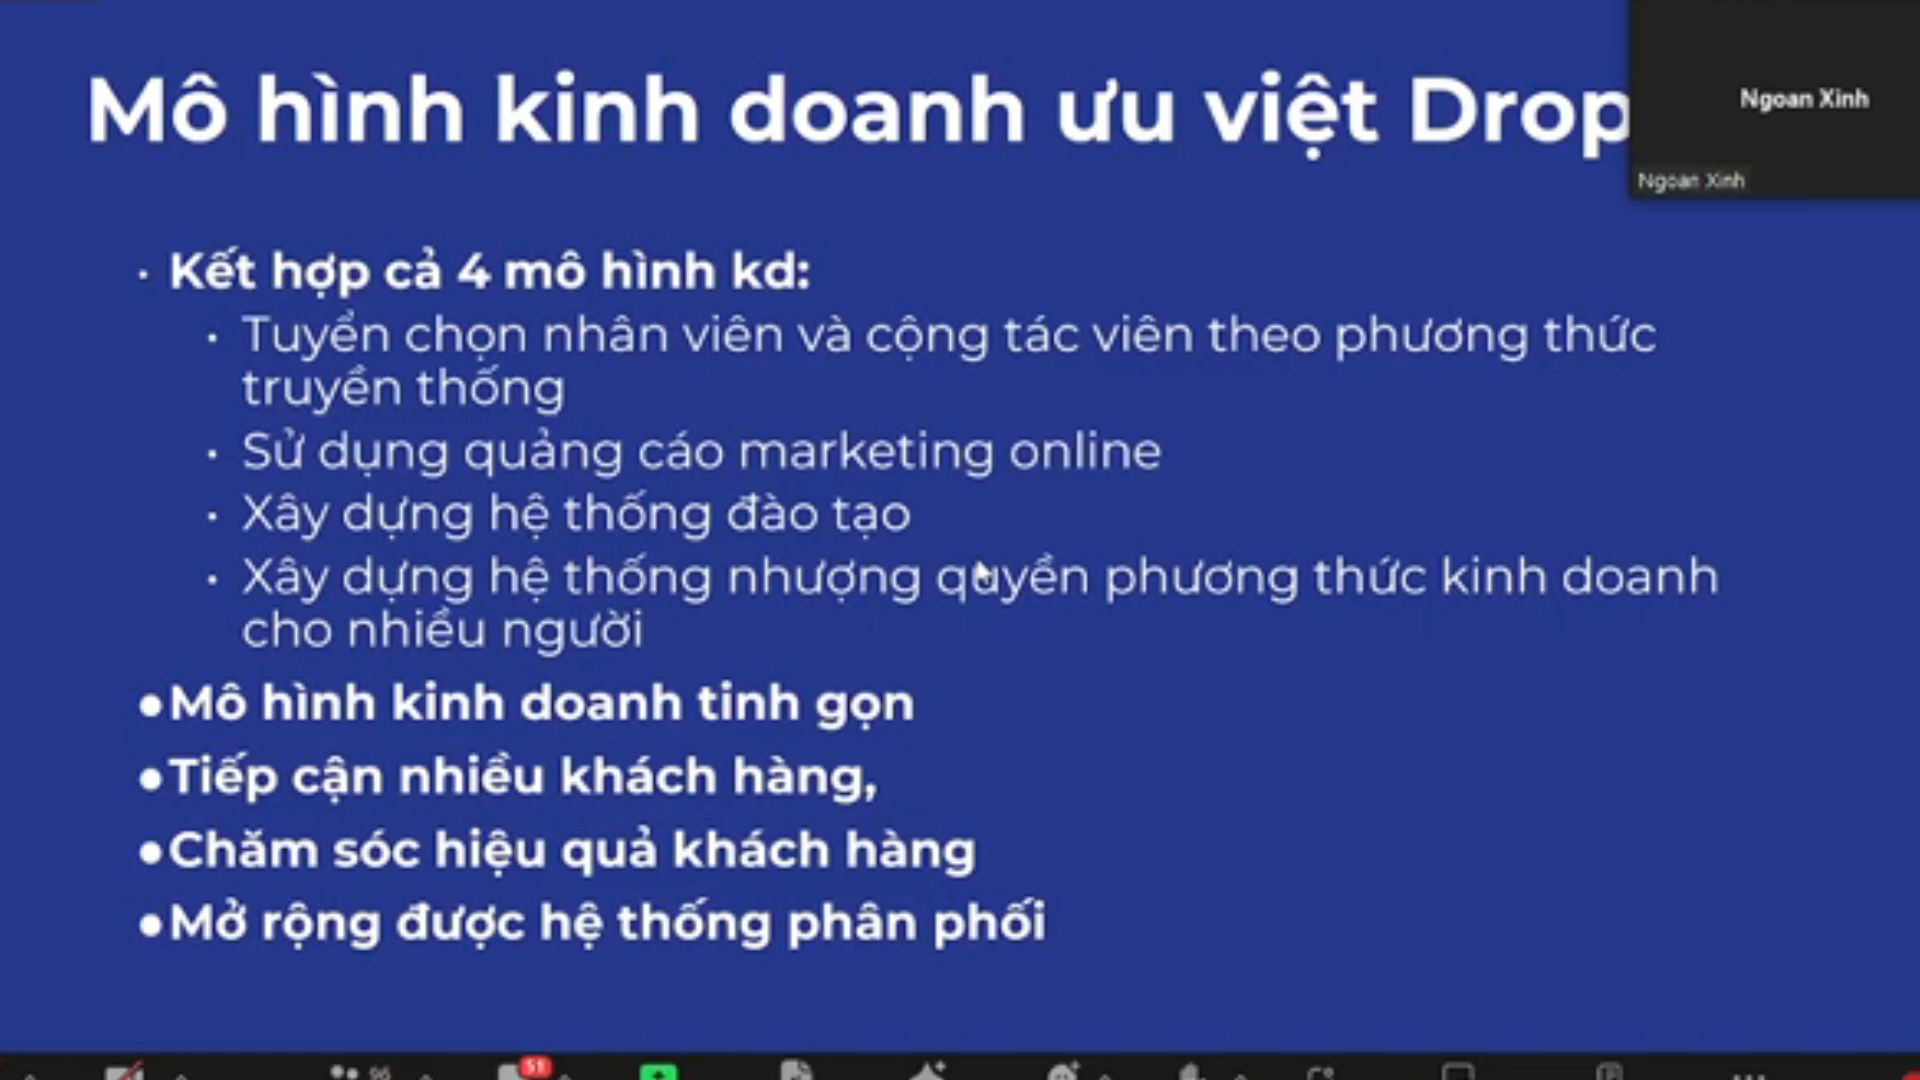 Mô hình kinh doanh ưu việt Drop
Ngoan Xinh
Ngoan Xinh
• Kết hợp cả 4 mô hình kd:
• Tuyển chọn nhân viên và cộng tác viên theo phương thức
truyền thống
• Sử dụng quảng cáo marketing online
• Xây dựng hệ thống đào tạo
• Xây dựng hệ thống nhượng quyền phương thức kinh doanh
cho nhiều người
•Mô hình kinh doanh tinh gọn
•Tiếp cận nhiều khách hàng,
•Chăm sóc hiệu quả khách hàng
•Mở rộng được hệ thống phân phối
51